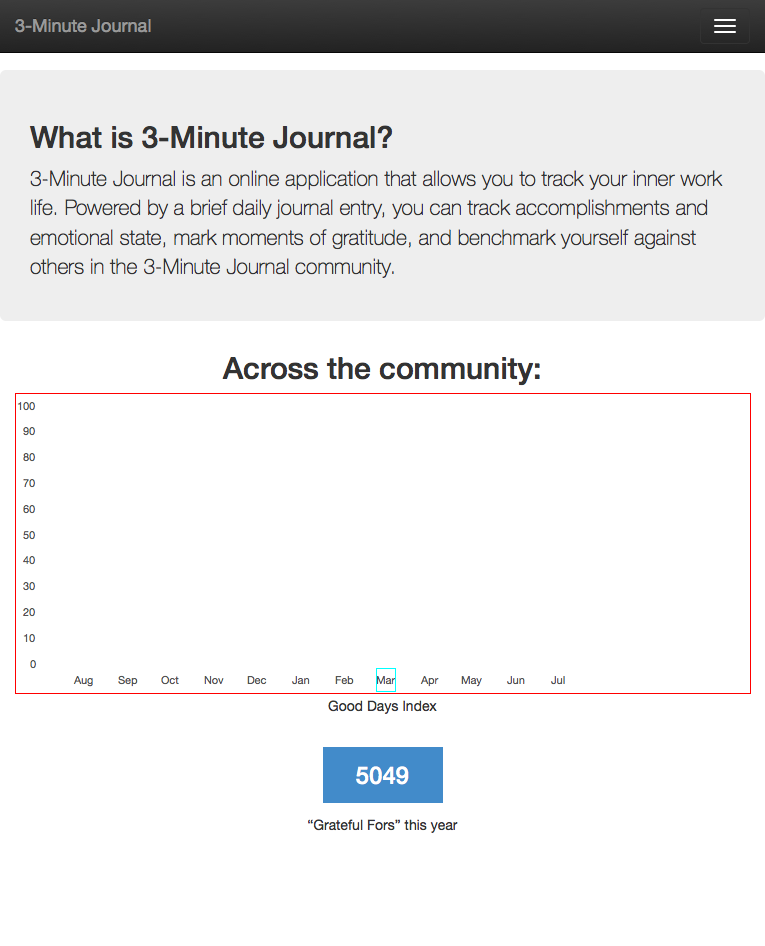 3-Minute Journal
What is 3-Minute Journal?
3-Minute Journal is an online application that allows you to track your inner work
life. Powered by a brief daily journal entry, you can track accomplishments and
emotional state, mark moments of gratitude, and benchmark yourself against
others in the 3-Minute Journal community.
Across the community:
100
90
80
70
60
50
40
30
20
10
0
Aug Sep Oct Nov Dec Jan Feb Mar Apr May Jun Jul
Good Days Index
5049
“Grateful Fors” this year